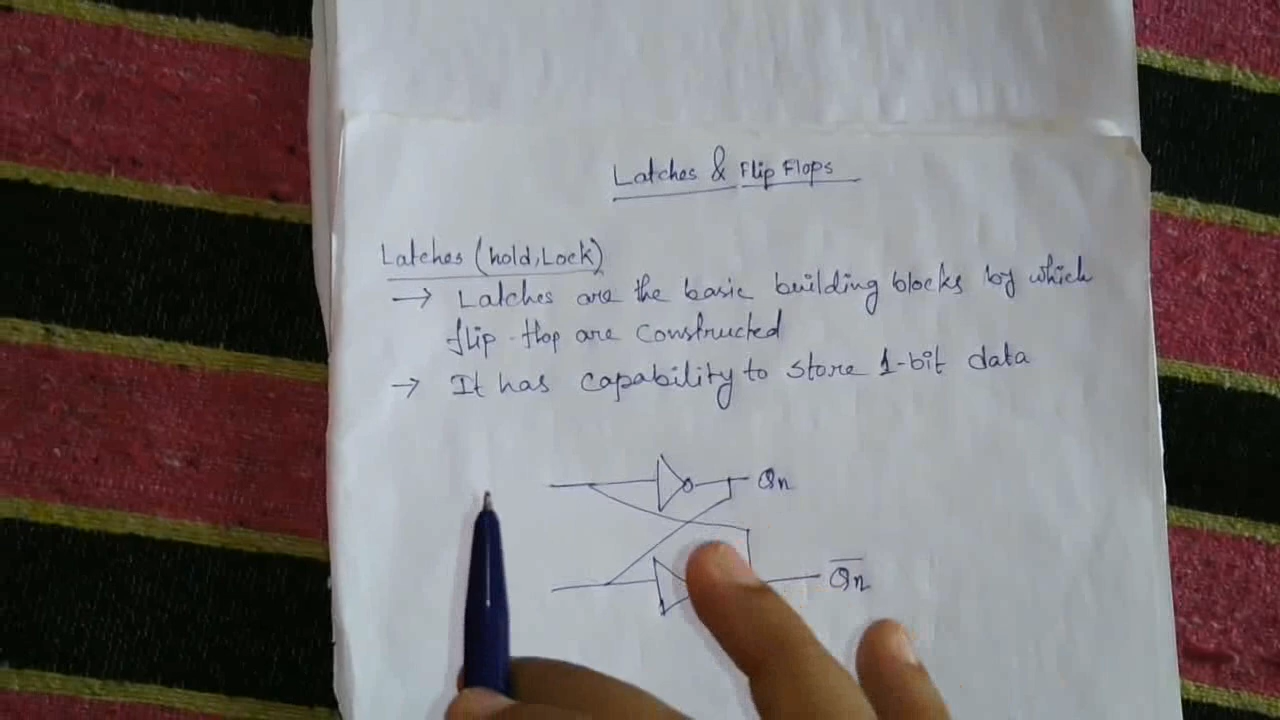 Latches & Flip Flops
Latches (hold, Lock)
→ Latches are the basic building blocks by which
flip-flop are constructed
→ It has capability to store 1-bit data
Qn
Q̅n